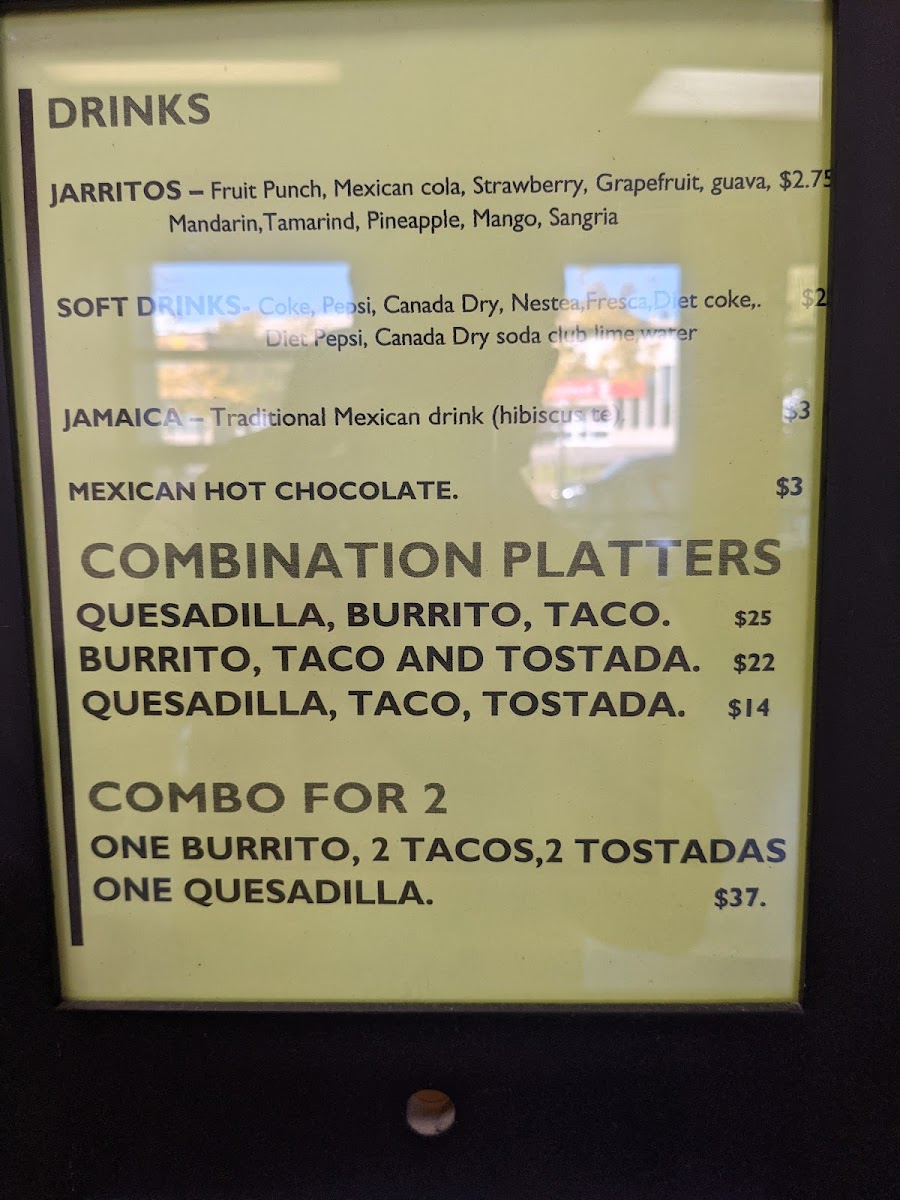 DRINKS
JARRITOS – Fruit Punch, Mexican cola, Strawberry, Grapefruit, guava, $2.75
Mandarin,Tamarind, Pineapple, Mango, Sangria
SOFT DRINKS- Coke, Pepsi, Canada Dry, Nestea,Fresca,Diet coke,. $2
Diet Pepsi, Canada Dry soda club lime,water
JAMAICA – Traditional Mexican drink (hibiscus te). $3
MEXICAN HOT CHOCOLATE. $3
COMBINATION PLATTERS
QUESADILLA, BURRITO, TACO. $25
BURRITO, TACO AND TOSTADA. $22
QUESADILLA, TACO, TOSTADA. $14
COMBO FOR 2
ONE BURRITO, 2 TACOS,2 TOSTADAS
ONE QUESADILLA. $37.